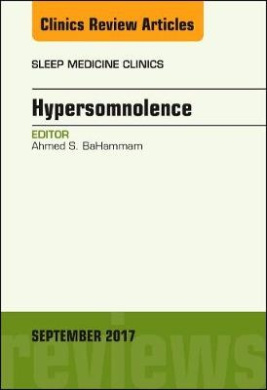 Clinics Review Articles
SLEEP MEDICINE CLINICS
Hypersomnolence
EDITOR
Ahmed S. BaHammam
SEPTEMBER 2017
reviews